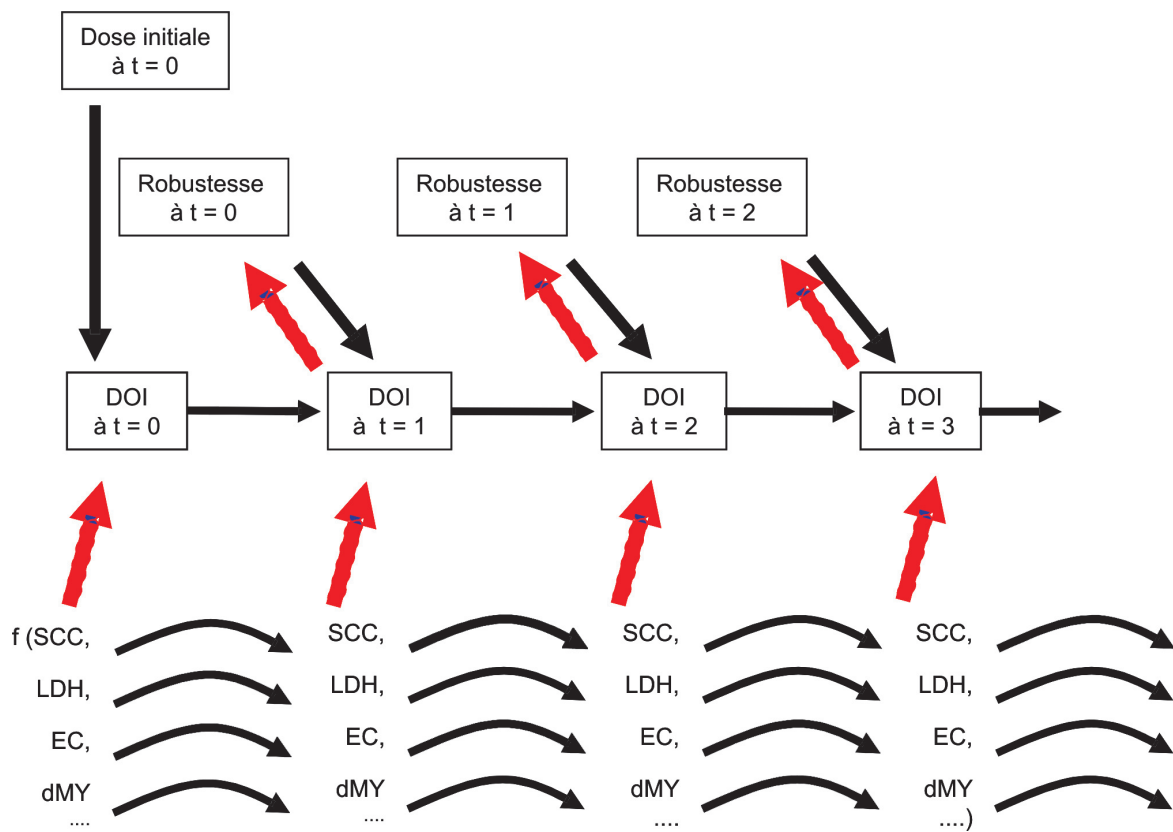 Dose initiale
à t = 0
Robustesse
à t = 0
Robustesse
à t = 1
Robustesse
à t = 2
DOI
à t = 0
DOI
à t = 1
DOI
à t = 2
DOI
à t = 3
f (SCC,
LDH,
EC,
dMY
....
SCC,
LDH,
EC,
dMY
....
SCC,
LDH,
EC,
dMY
....
SCC,
LDH,
EC,
dMY
....)